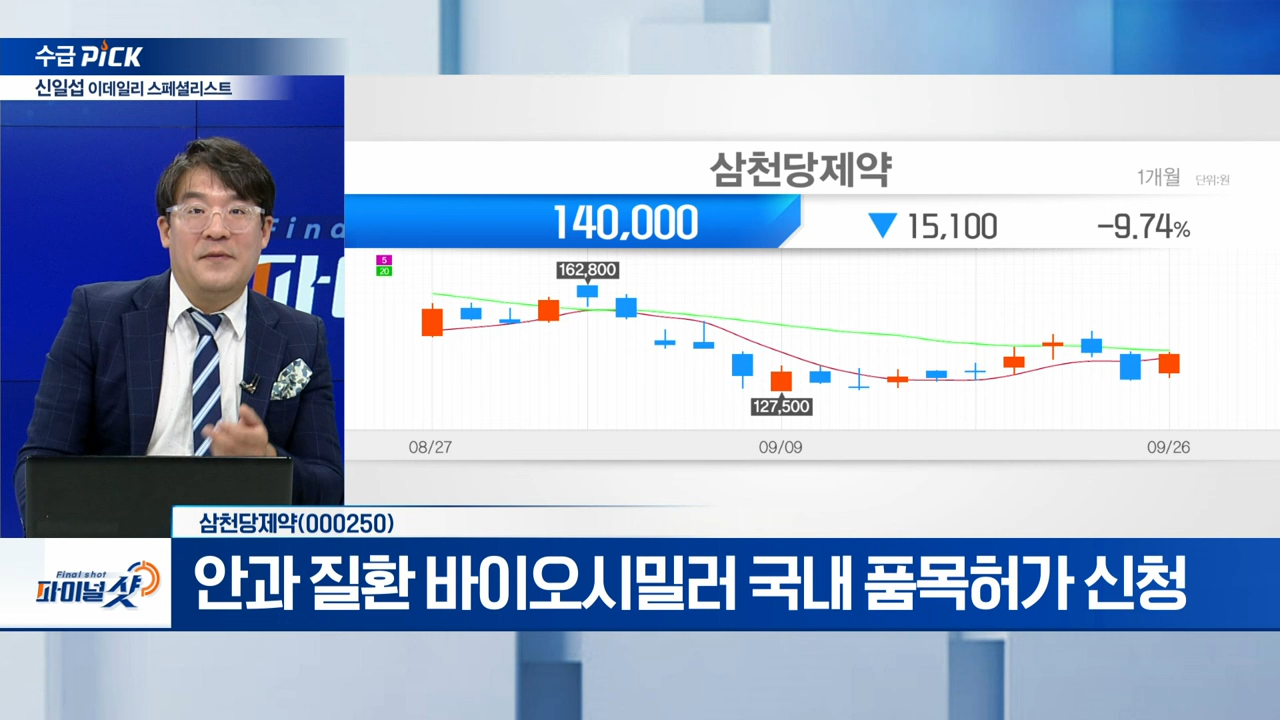 수급 PiCK
신일섭 이데일리 스페셜리스트
Fina
파이
삼천당제약
1개월 단위:원
140,000 ▼ 15,100 -9.74%
5
20
162,800
127,500
08/27 09/09 09/26
삼천당제약(000250)
Final shot
파이널샷
안과 질환 바이오시밀러 국내 품목허가 신청